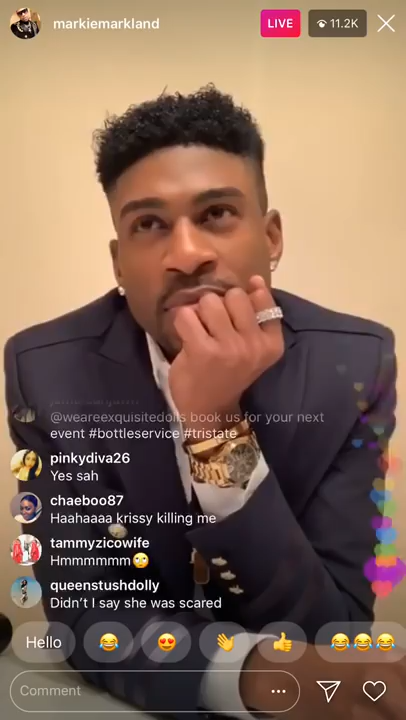 markiemarkland
LIVE
11.2K
@weareexquisitedolls book us for your next
event #bottleservice #tristate
pinkydiva26
Yes sah
chaeboo87
Haahaaaa krissy killing me
tammyzicowife
Hmmmmmm🙄
queenstushdolly
Didn't I say she was scared
Hello 😂 😍 👋 👍 😂😂😂
Comment